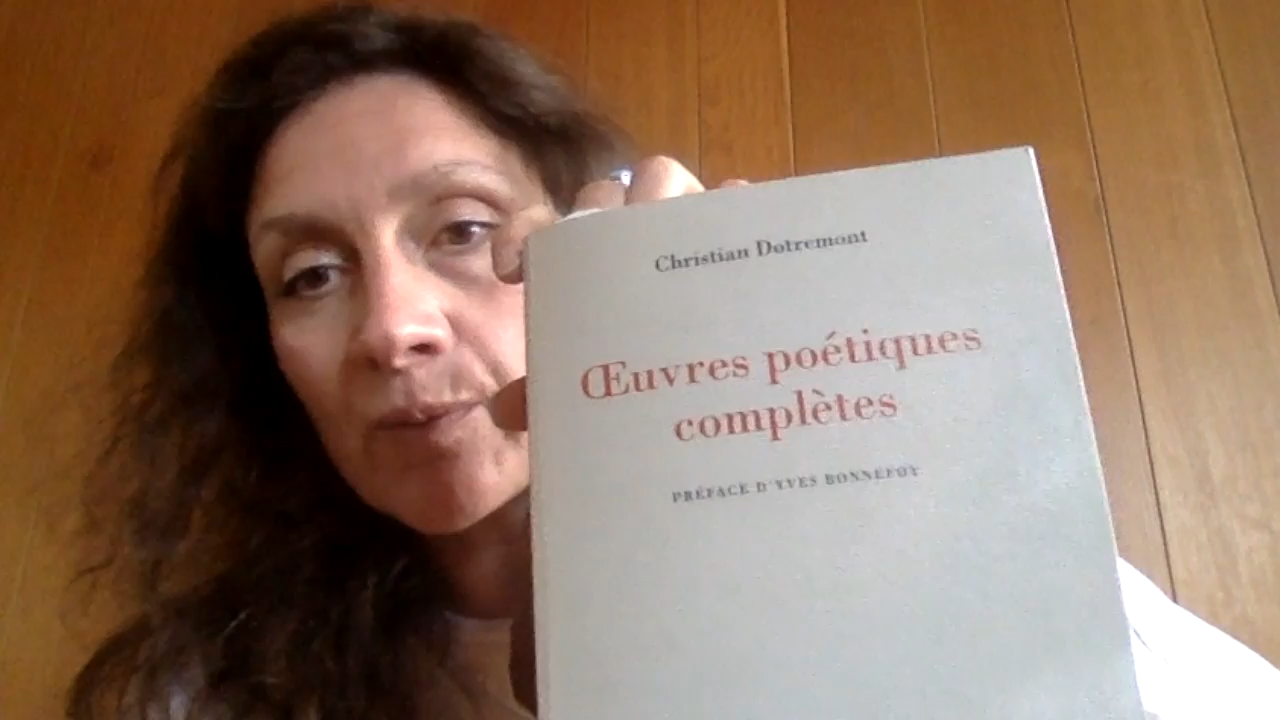 Christian Dotremont
Œuvres poétiques
complètes
PRÉFACE D'YVES BONNEFOY